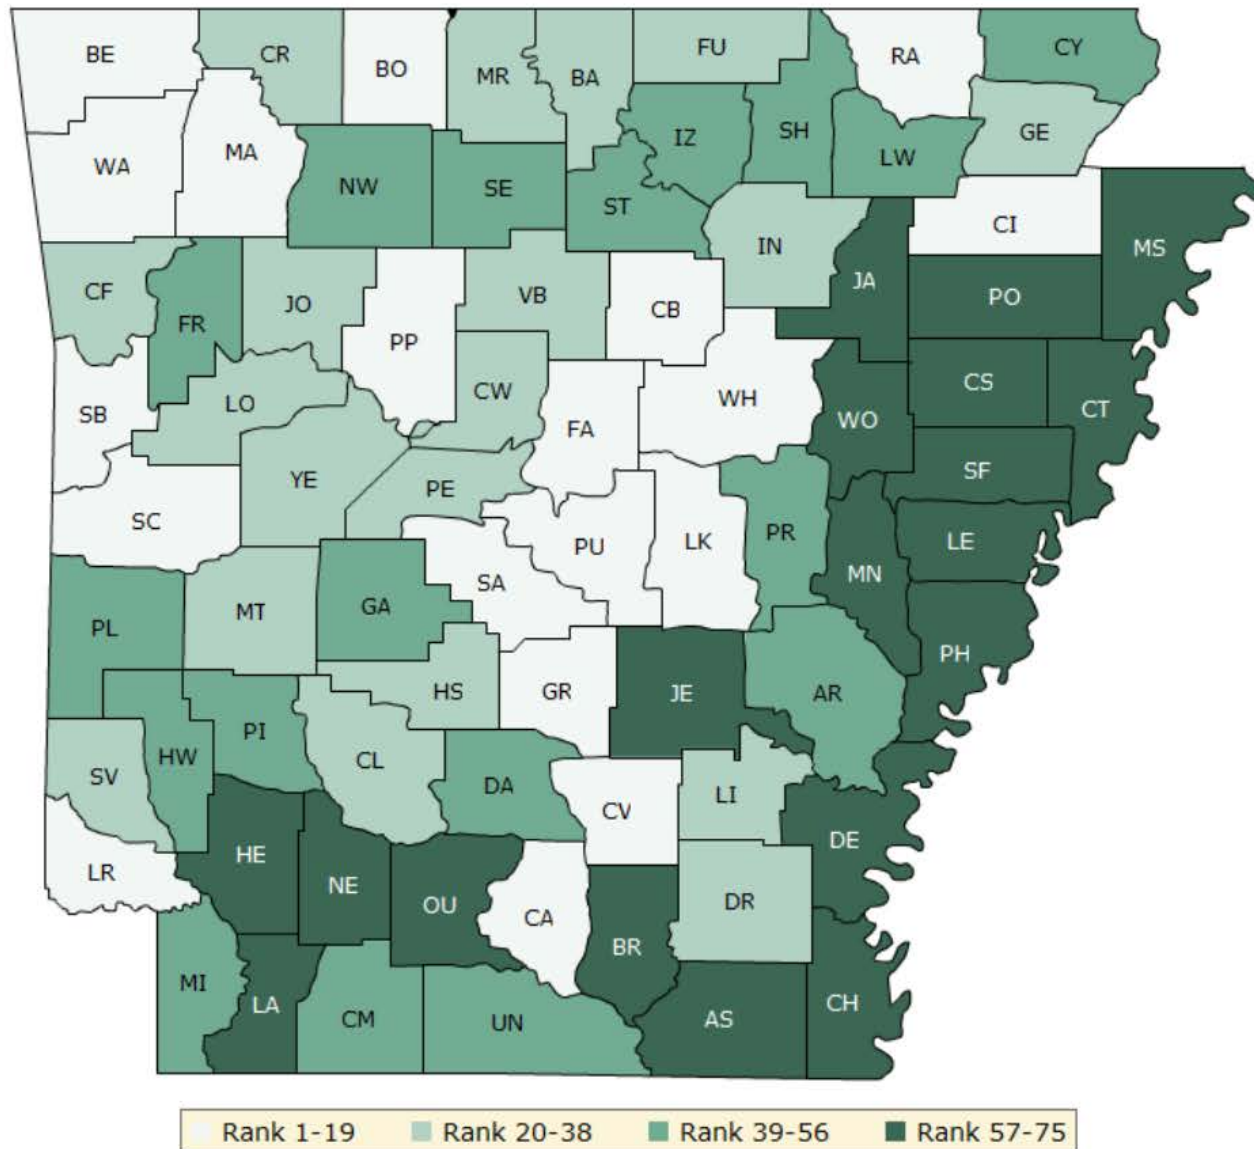 BE CR BO MR BA FU RA CY
WA MA NW SE ST IZ SH LW GE
CF FR JO PP VB CB IN JA CI MS
PO
SB LO CW FA WH WO CS CT
SC YE PE PU LK PR SF
LE
PL MT GA SA MN
HS GR JE AR PH
SV HW PI CL DA CV LI DE
LR HE NE OU CA BR DR
MI LA CM UN AS CH
Rank 1-19 Rank 20-38 Rank 39-56 Rank 57-75